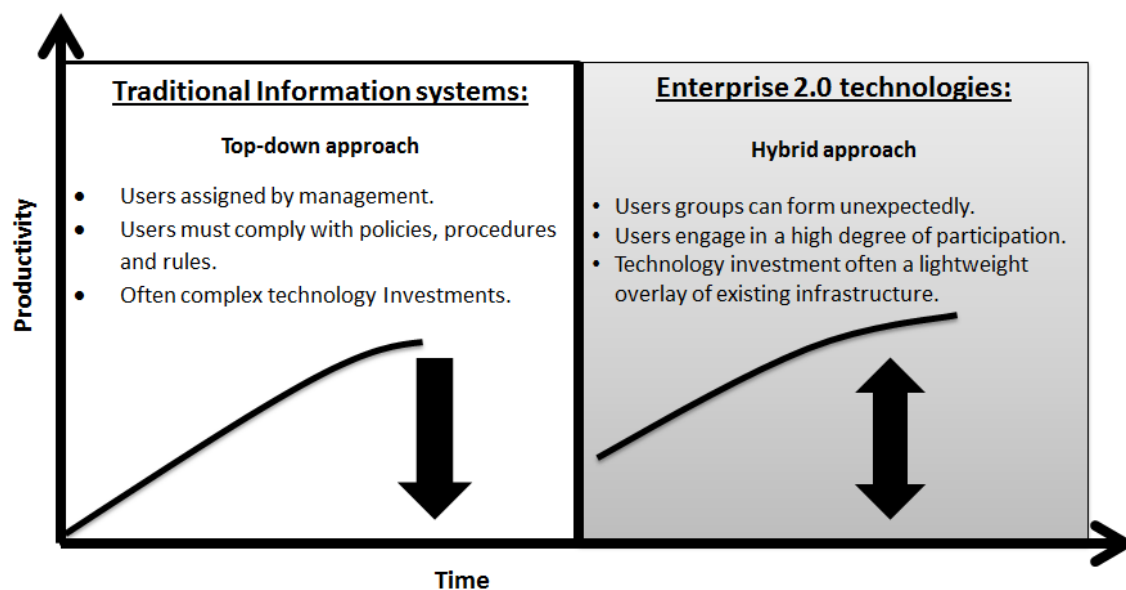 Productivity
Traditional Information systems:
Top-down approach
• Users assigned by management.
• Users must comply with policies, procedures
and rules.
• Often complex technology Investments.
Enterprise 2.0 technologies:
Hybrid approach
• Users groups can form unexpectedly.
• Users engage in a high degree of participation.
• Technology investment often a lightweight
overlay of existing infrastructure.
Time